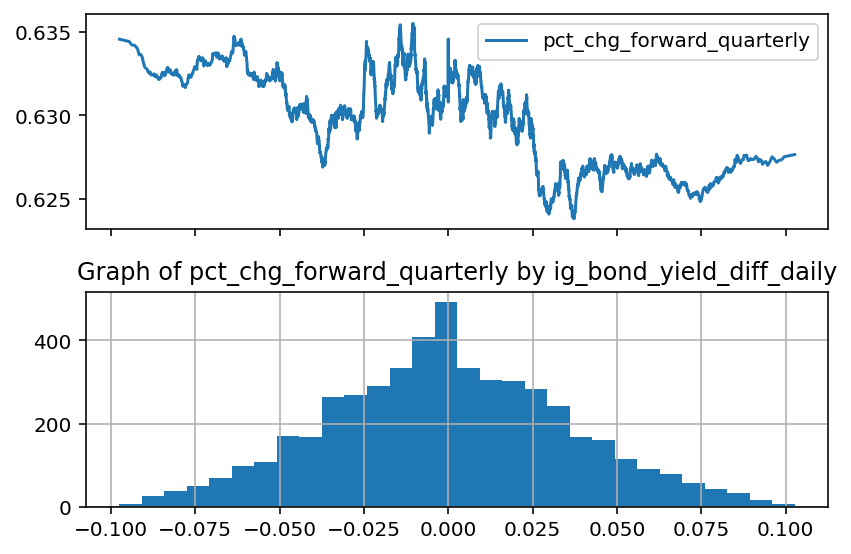 0.635
0.630
0.625
pct_chg_forward_quarterly
Graph of pct_chg_forward_quarterly by ig_bond_yield_diff_daily
400
200
0
−0.100 −0.075 −0.050 −0.025 0.000 0.025 0.050 0.075 0.100